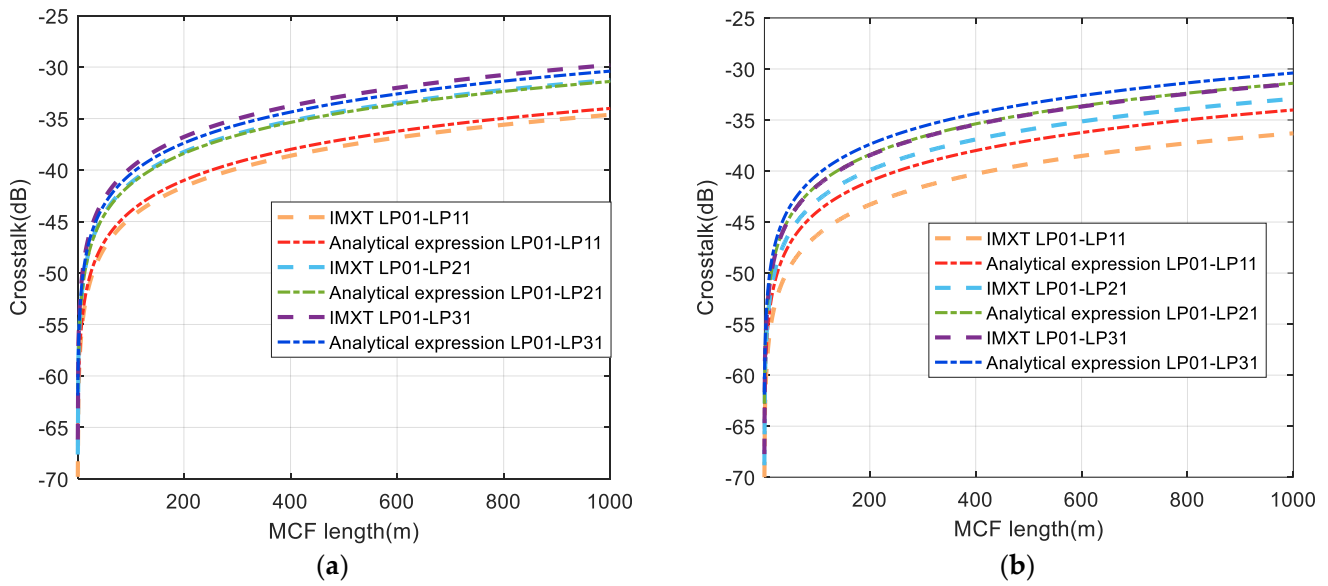 -25
-30
-35
-40
-45
-50
-55
-60
-65
-70
Crosstalk(dB)
IMXT LP01-LP11
Analytical expression LP01-LP11
IMXT LP01-LP21
Analytical expression LP01-LP21
IMXT LP01-LP31
Analytical expression LP01-LP31
200 400 600 800 1000
MCF length(m)
(a)
-25
-30
-35
-40
-45
-50
-55
-60
-65
-70
Crosstalk(dB)
IMXT LP01-LP11
Analytical expression LP01-LP11
IMXT LP01-LP21
Analytical expression LP01-LP21
IMXT LP01-LP31
Analytical expression LP01-LP31
200 400 600 800 1000
MCF length(m)
(b)